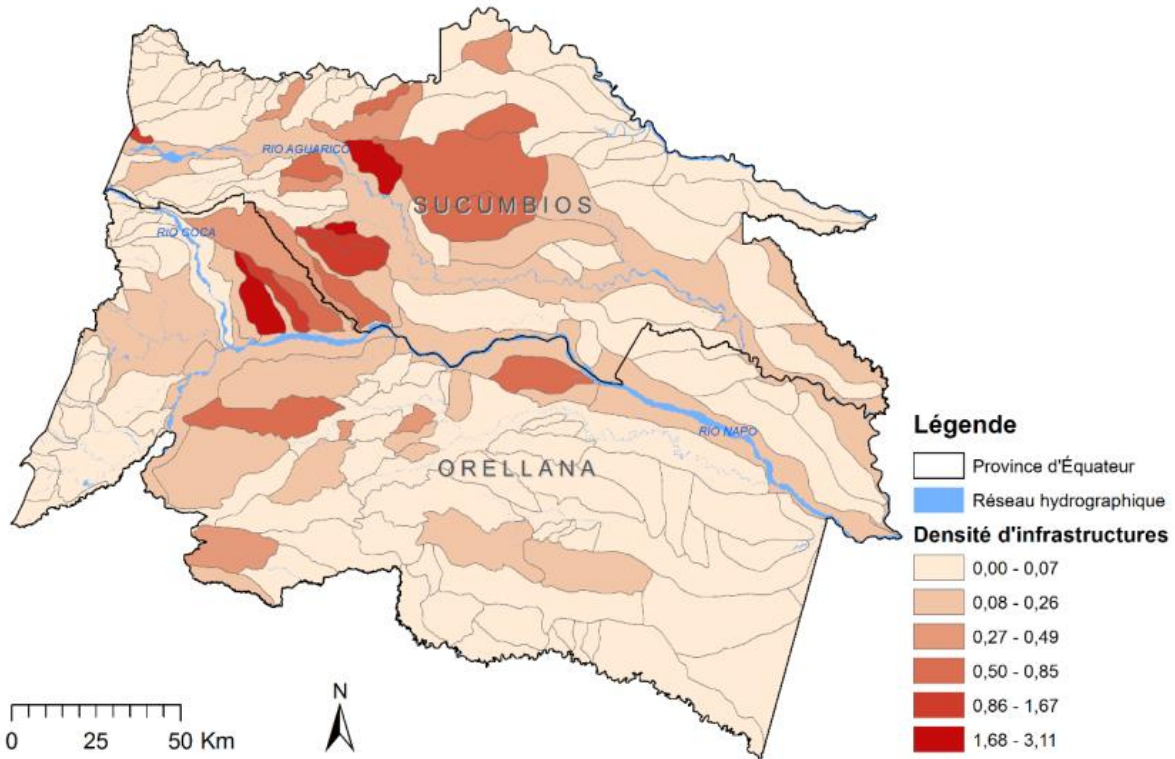 RIO AGUARICO
SUCUMBIOS
RIO COCA
RIO NAPO
ORELLANA
Légende
Province d'Équateur
Réseau hydrographique
Densité d'infrastructures
0,00 - 0,07
0,08 - 0,26
0,27 - 0,49
0,50 - 0,85
0,86 - 1,67
1,68 - 3,11
N
0 25 50 Km